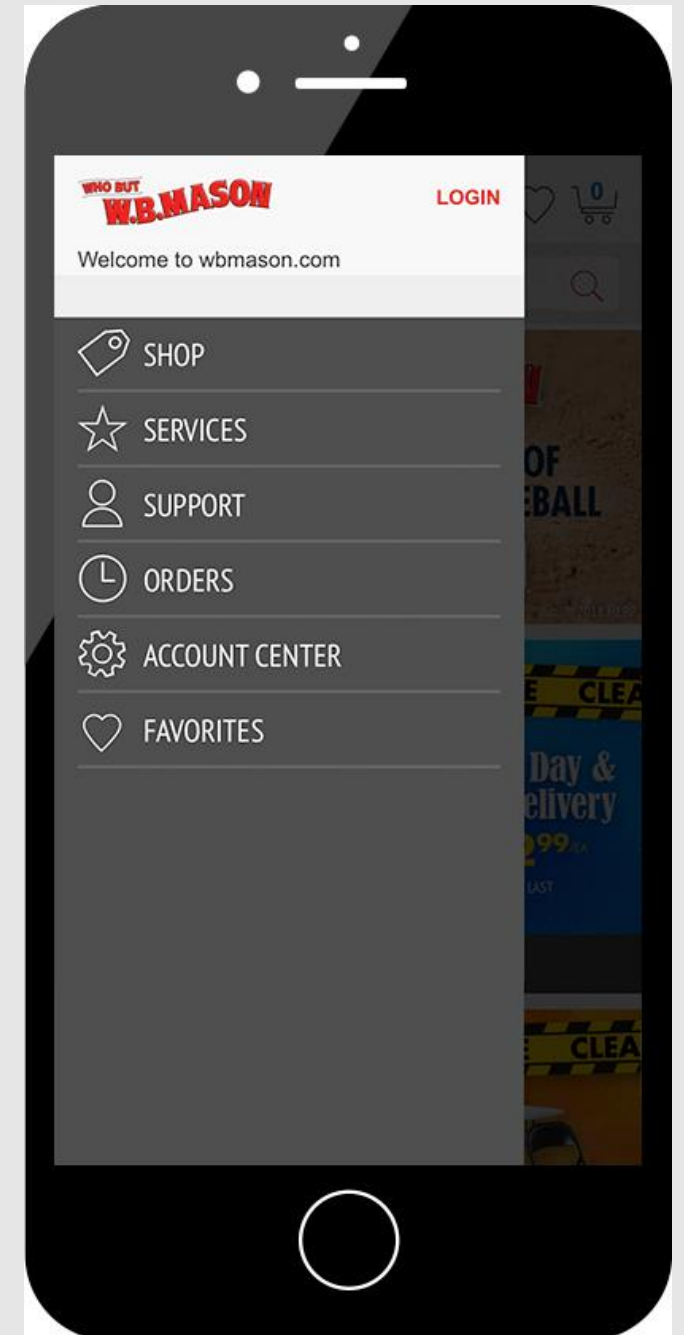 WHO BUT
W.B.MASON
LOGIN
0
Welcome to wbmason.com
SHOP
SERVICES
SUPPORT
ORDERS
ACCOUNT CENTER
FAVORITES
OF
EBALL
E CLEA
Day &
elivery
99
LAST
E CLEA